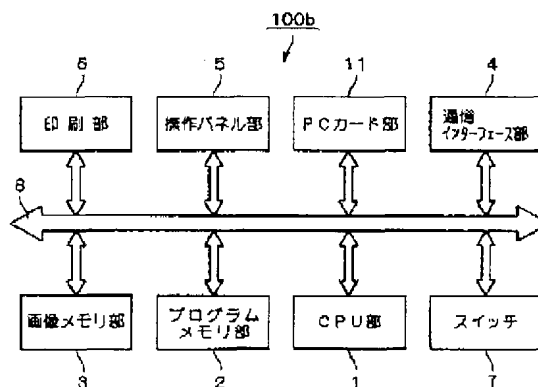 100b
6 5 11 4
印刷部 操作パネル部 PCカード部 通信
インターフェース部
8
画像メモリ部 プログラム
メモリ部 CPU部 スイッチ
3 2 1 7